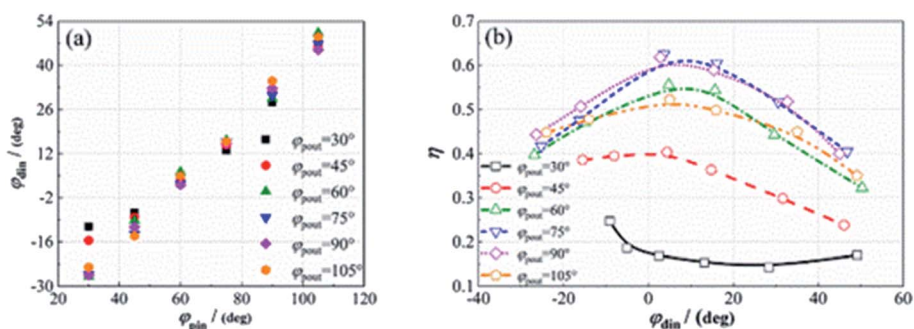 (a)
54
40
26
12
-2
-16
-30
φdin / (deg)
φpout=30°
φpout=45°
φpout=60°
φpout=75°
φpout=90°
φpout=105°
20 40 60 80 100 120
φpin / (deg)
(b)
0.7
0.6
0.5
0.4
0.3
0.2
0.1
η
φpout=30°
φpout=45°
φpout=60°
φpout=75°
φpout=90°
φpout=105°
-40 -20 0 20 40 60
φdin / (deg)